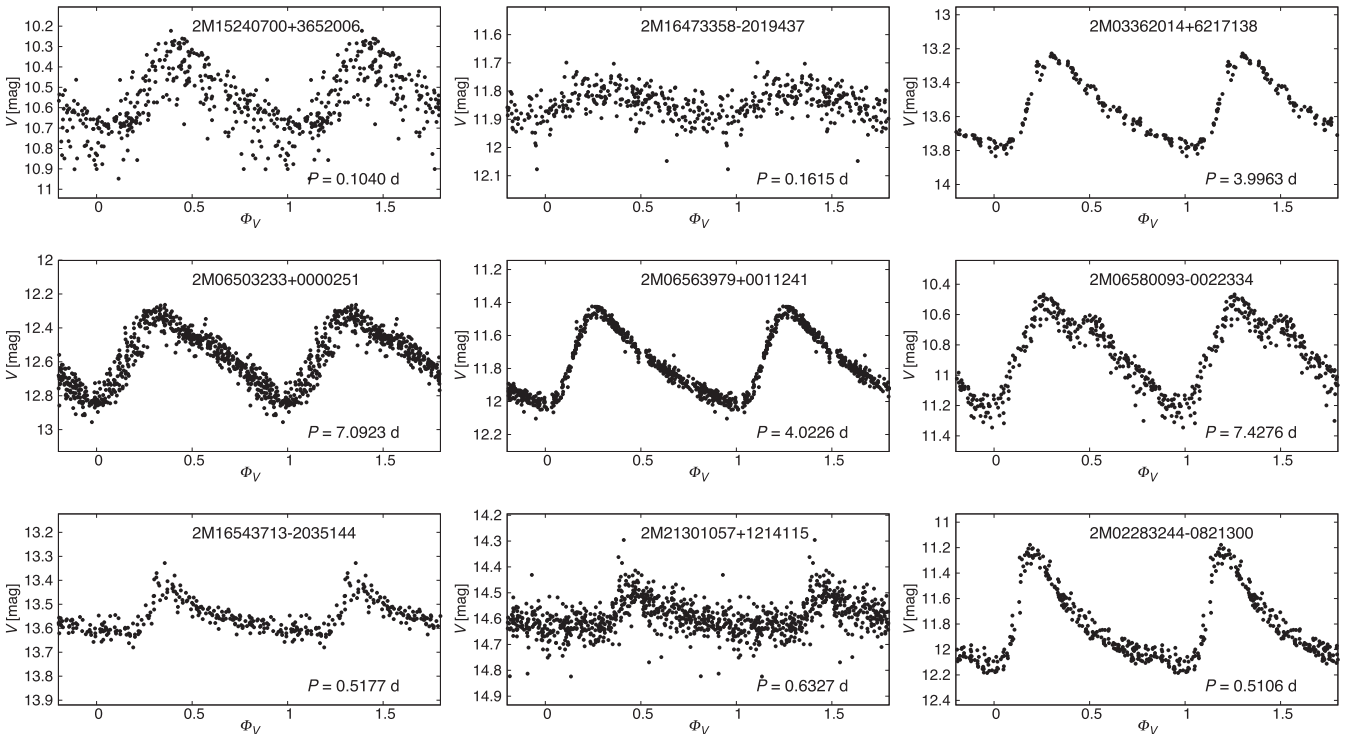 2M15240700+3652006
V [mag]
10.2
10.3
10.4
10.5
10.6
10.7
10.8
10.9
11
P = 0.1040 d
0 0.5 1 1.5
Φ_V
2M16473358-2019437
V [mag]
11.6
11.7
11.8
11.9
12
12.1
P = 0.1615 d
0 0.5 1 1.5
Φ_V
2M03362014+6217138
V [mag]
13
13.2
13.4
13.6
13.8
14
P = 3.9963 d
0 0.5 1 1.5
Φ_V
2M06503233+0000251
V [mag]
12
12.2
12.4
12.6
12.8
13
P = 7.0923 d
0 0.5 1 1.5
Φ_V
2M06563979+0011241
V [mag]
11.2
11.4
11.6
11.8
12
12.2
P = 4.0226 d
0 0.5 1 1.5
Φ_V
2M06580093-0022334
V [mag]
10.4
10.6
10.8
11
11.2
11.4
P = 7.4276 d
0 0.5 1 1.5
Φ_V
2M16543713-2035144
V [mag]
13.2
13.3
13.4
13.5
13.6
13.7
13.8
13.9
P = 0.5177 d
0 0.5 1 1.5
Φ_V
2M21301057+1214115
V [mag]
14.2
14.3
14.4
14.5
14.6
14.7
14.8
14.9
P = 0.6327 d
0 0.5 1 1.5
Φ_V
2M02283244-0821300
V [mag]
11
11.2
11.4
11.6
11.8
12
12.2
12.4
P = 0.5106 d
0 0.5 1 1.5
Φ_V